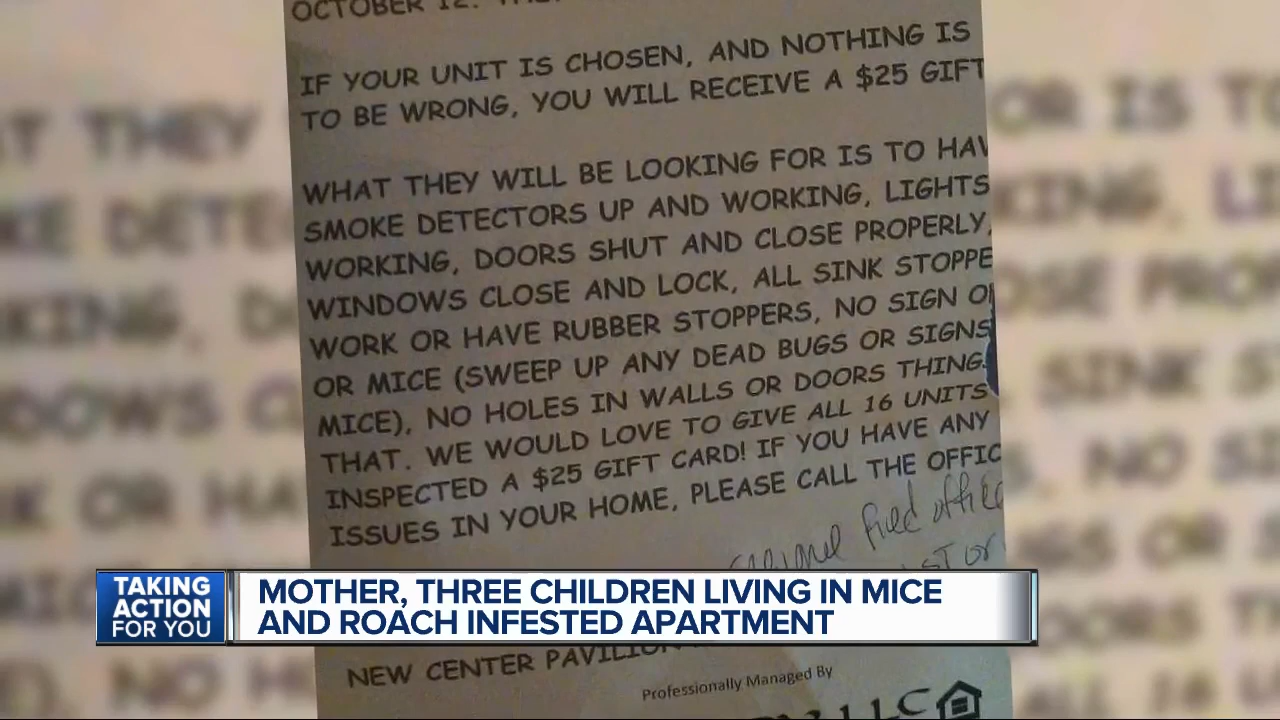 OCTOBER 12.
IF YOUR UNIT IS CHOSEN, AND NOTHING IS
TO BE WRONG, YOU WILL RECEIVE A $25 GIFT
WHAT THEY WILL BE LOOKING FOR IS TO HAV
SMOKE DETECTORS UP AND WORKING, LIGHTS
WORKING, DOORS SHUT AND CLOSE PROPERLY,
WINDOWS CLOSE AND LOCK, ALL SINK STOPPE
WORK OR HAVE RUBBER STOPPERS, NO SIGN O
OR MICE (SWEEP UP ANY DEAD BUGS OR SIGNS
MICE), NO HOLES IN WALLS OR DOORS THING
THAT. WE WOULD LOVE TO GIVE ALL 16 UNITS
INSPECTED A $25 GIFT CARD! IF YOU HAVE ANY
ISSUES IN YOUR HOME, PLEASE CALL THE OFFIC
TAKING
ACTION
FOR YOU
MOTHER, THREE CHILDREN LIVING IN MICE
AND ROACH INFESTED APARTMENT
NEW CENTER PAVILION
Professionally Managed By
LLC